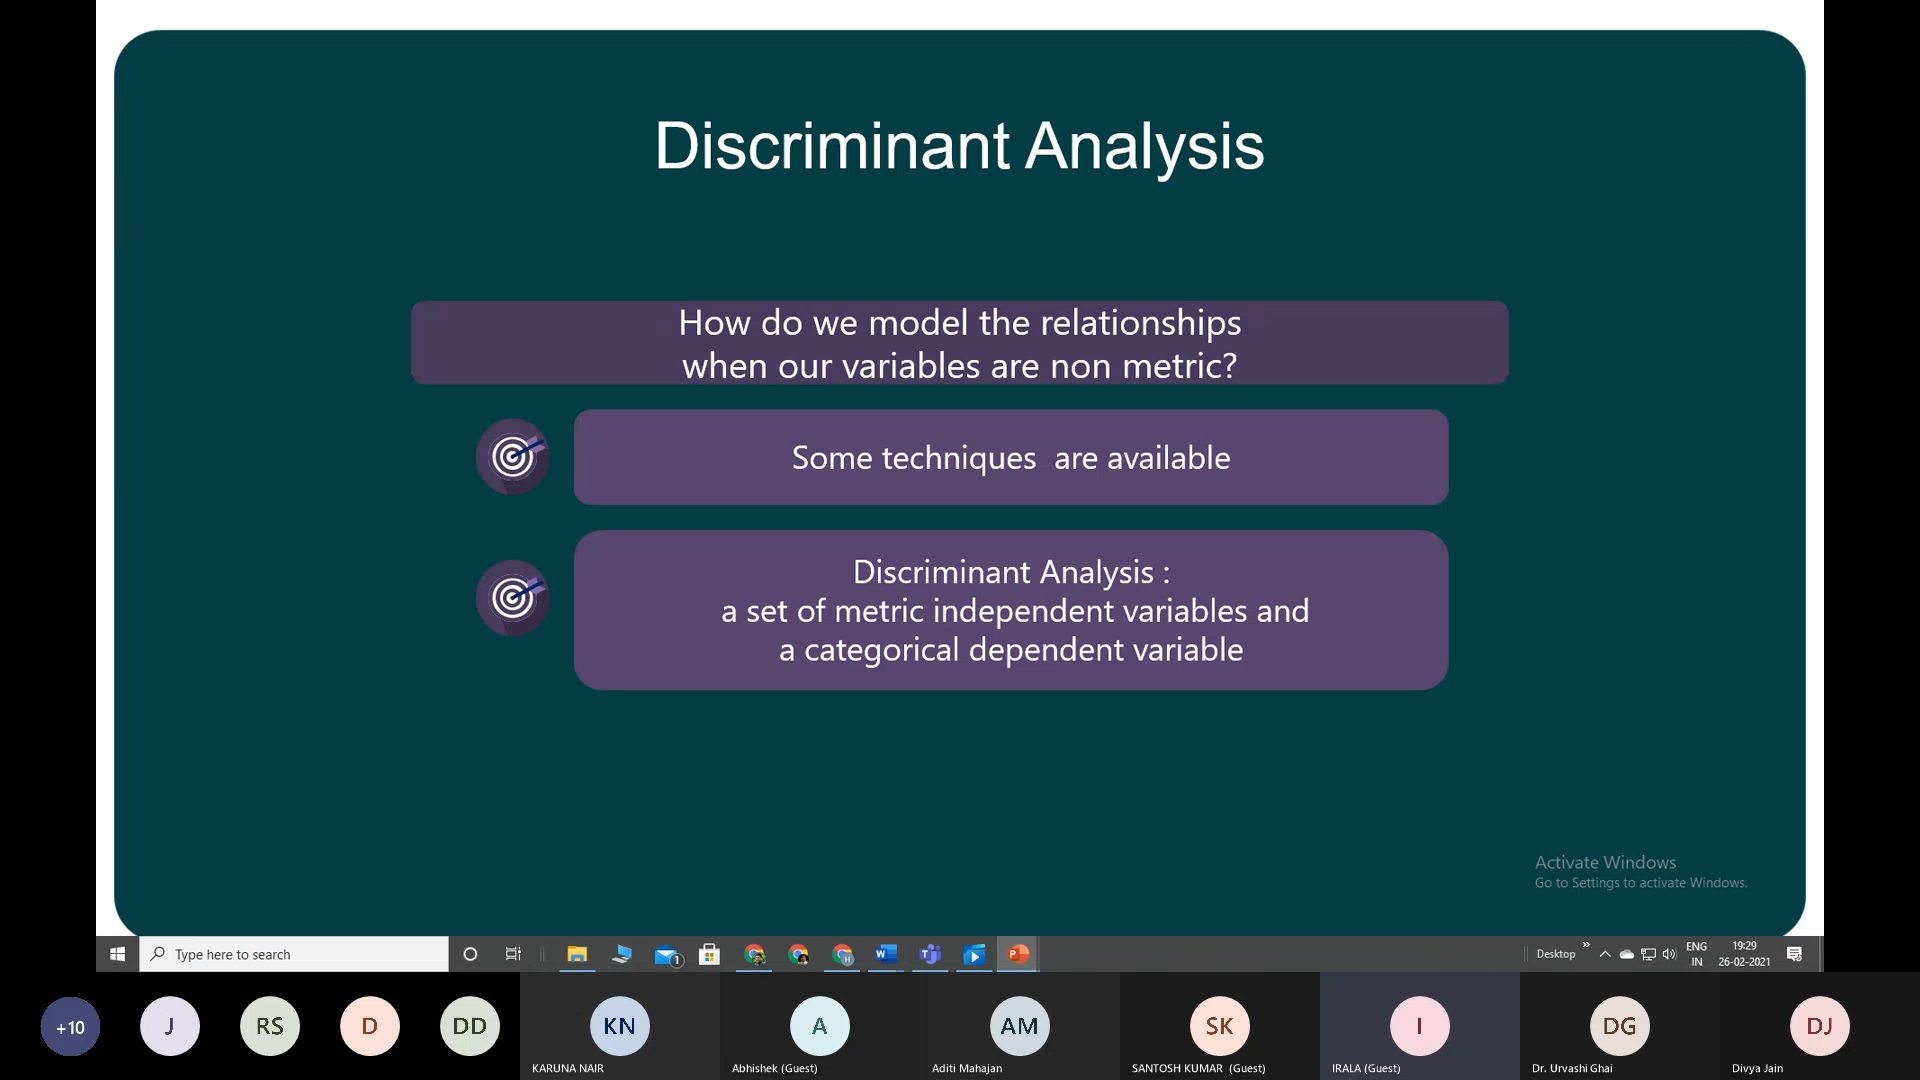 Discriminant Analysis
How do we model the relationships
when our variables are non metric?
Some techniques  are available
Discriminant Analysis :
a set of metric independent variables and
a categorical dependent variable
Activate Windows
Go to Settings to activate Windows.
Type here to search
1
H
W
T
P
Desktop
ENG
IN
19:29
26-02-2021
+10
J
RS
D
DD
KN
KARUNA NAIR
A
Abhishek (Guest)
AM
Aditi Mahajan
SK
SANTOSH KUMAR (Guest)
I
IRALA (Guest)
DG
Dr. Urvashi Ghai
DJ
Divya Jain